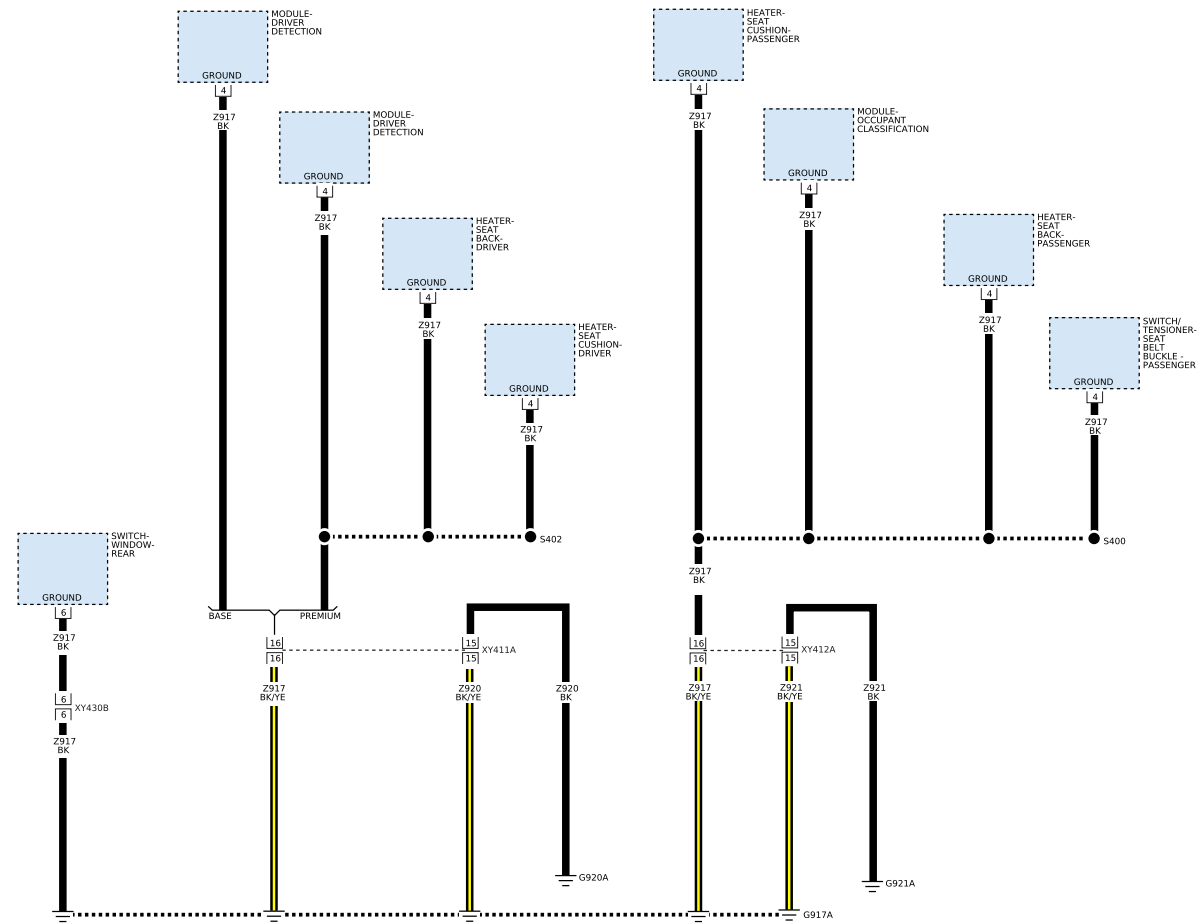 MODULE-
DRIVER
DETECTION
GROUND
4
Z917
BK
MODULE-
DRIVER
DETECTION
GROUND
4
Z917
BK
HEATER-
SEAT
BACK-
DRIVER
GROUND
4
Z917
BK
HEATER-
SEAT
CUSHION-
DRIVER
GROUND
4
Z917
BK
S402
HEATER-
SEAT
CUSHION-
PASSENGER
GROUND
4
Z917
BK
MODULE-
OCCUPANT
CLASSIFICATION
GROUND
4
Z917
BK
HEATER-
SEAT
BACK-
PASSENGER
GROUND
4
Z917
BK
SWITCH/
TENSIONER-
SEAT
BELT
BUCKLE -
PASSENGER
GROUND
4
Z917
BK
S400
Z917
BK
SWITCH-
WINDOW-
REAR
GROUND
6
Z917
BK
6
6
XY430B
Z917
BK
BASE
PREMIUM
16
16
Z917
BK/YE
15
15
XY411A
Z920
BK/YE
Z920
BK
G920A
16
16
Z917
BK/YE
15
15
XY412A
Z921
BK/YE
Z921
BK
G921A
G917A